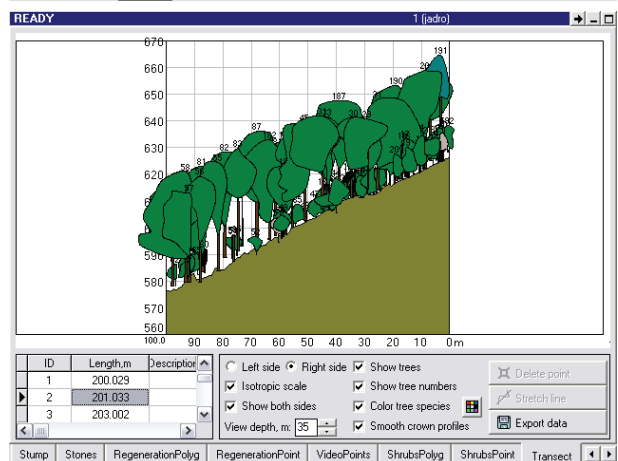 READY 1 (jadro)
670
660 191
650 190
187
640
87
630 82
620 58 81
590
580
570
560
100.0 90 80 70 60 50 40 30 20 10 0 m
ID Length,m Description
1 200.029
2 201.033
3 203.002
Left side Right side Show trees
Isotropic scale Show tree numbers
Show both sides Color tree species
View depth, m: 35 Smooth crown profiles
Delete point
Stretch line
Export data
Stump Stones RegenerationPolyg RegenerationPoint VideoPoints ShrubsPolyg ShrubsPoint Transect